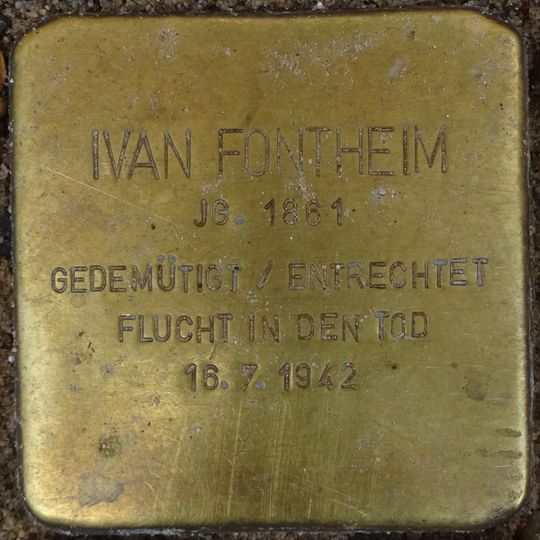 IVAN FONTHEIM
JG. 1861
GEDEMÜTIGT / ENTRECHTET
FLUCHT IN DEN TOD
16.7.1942